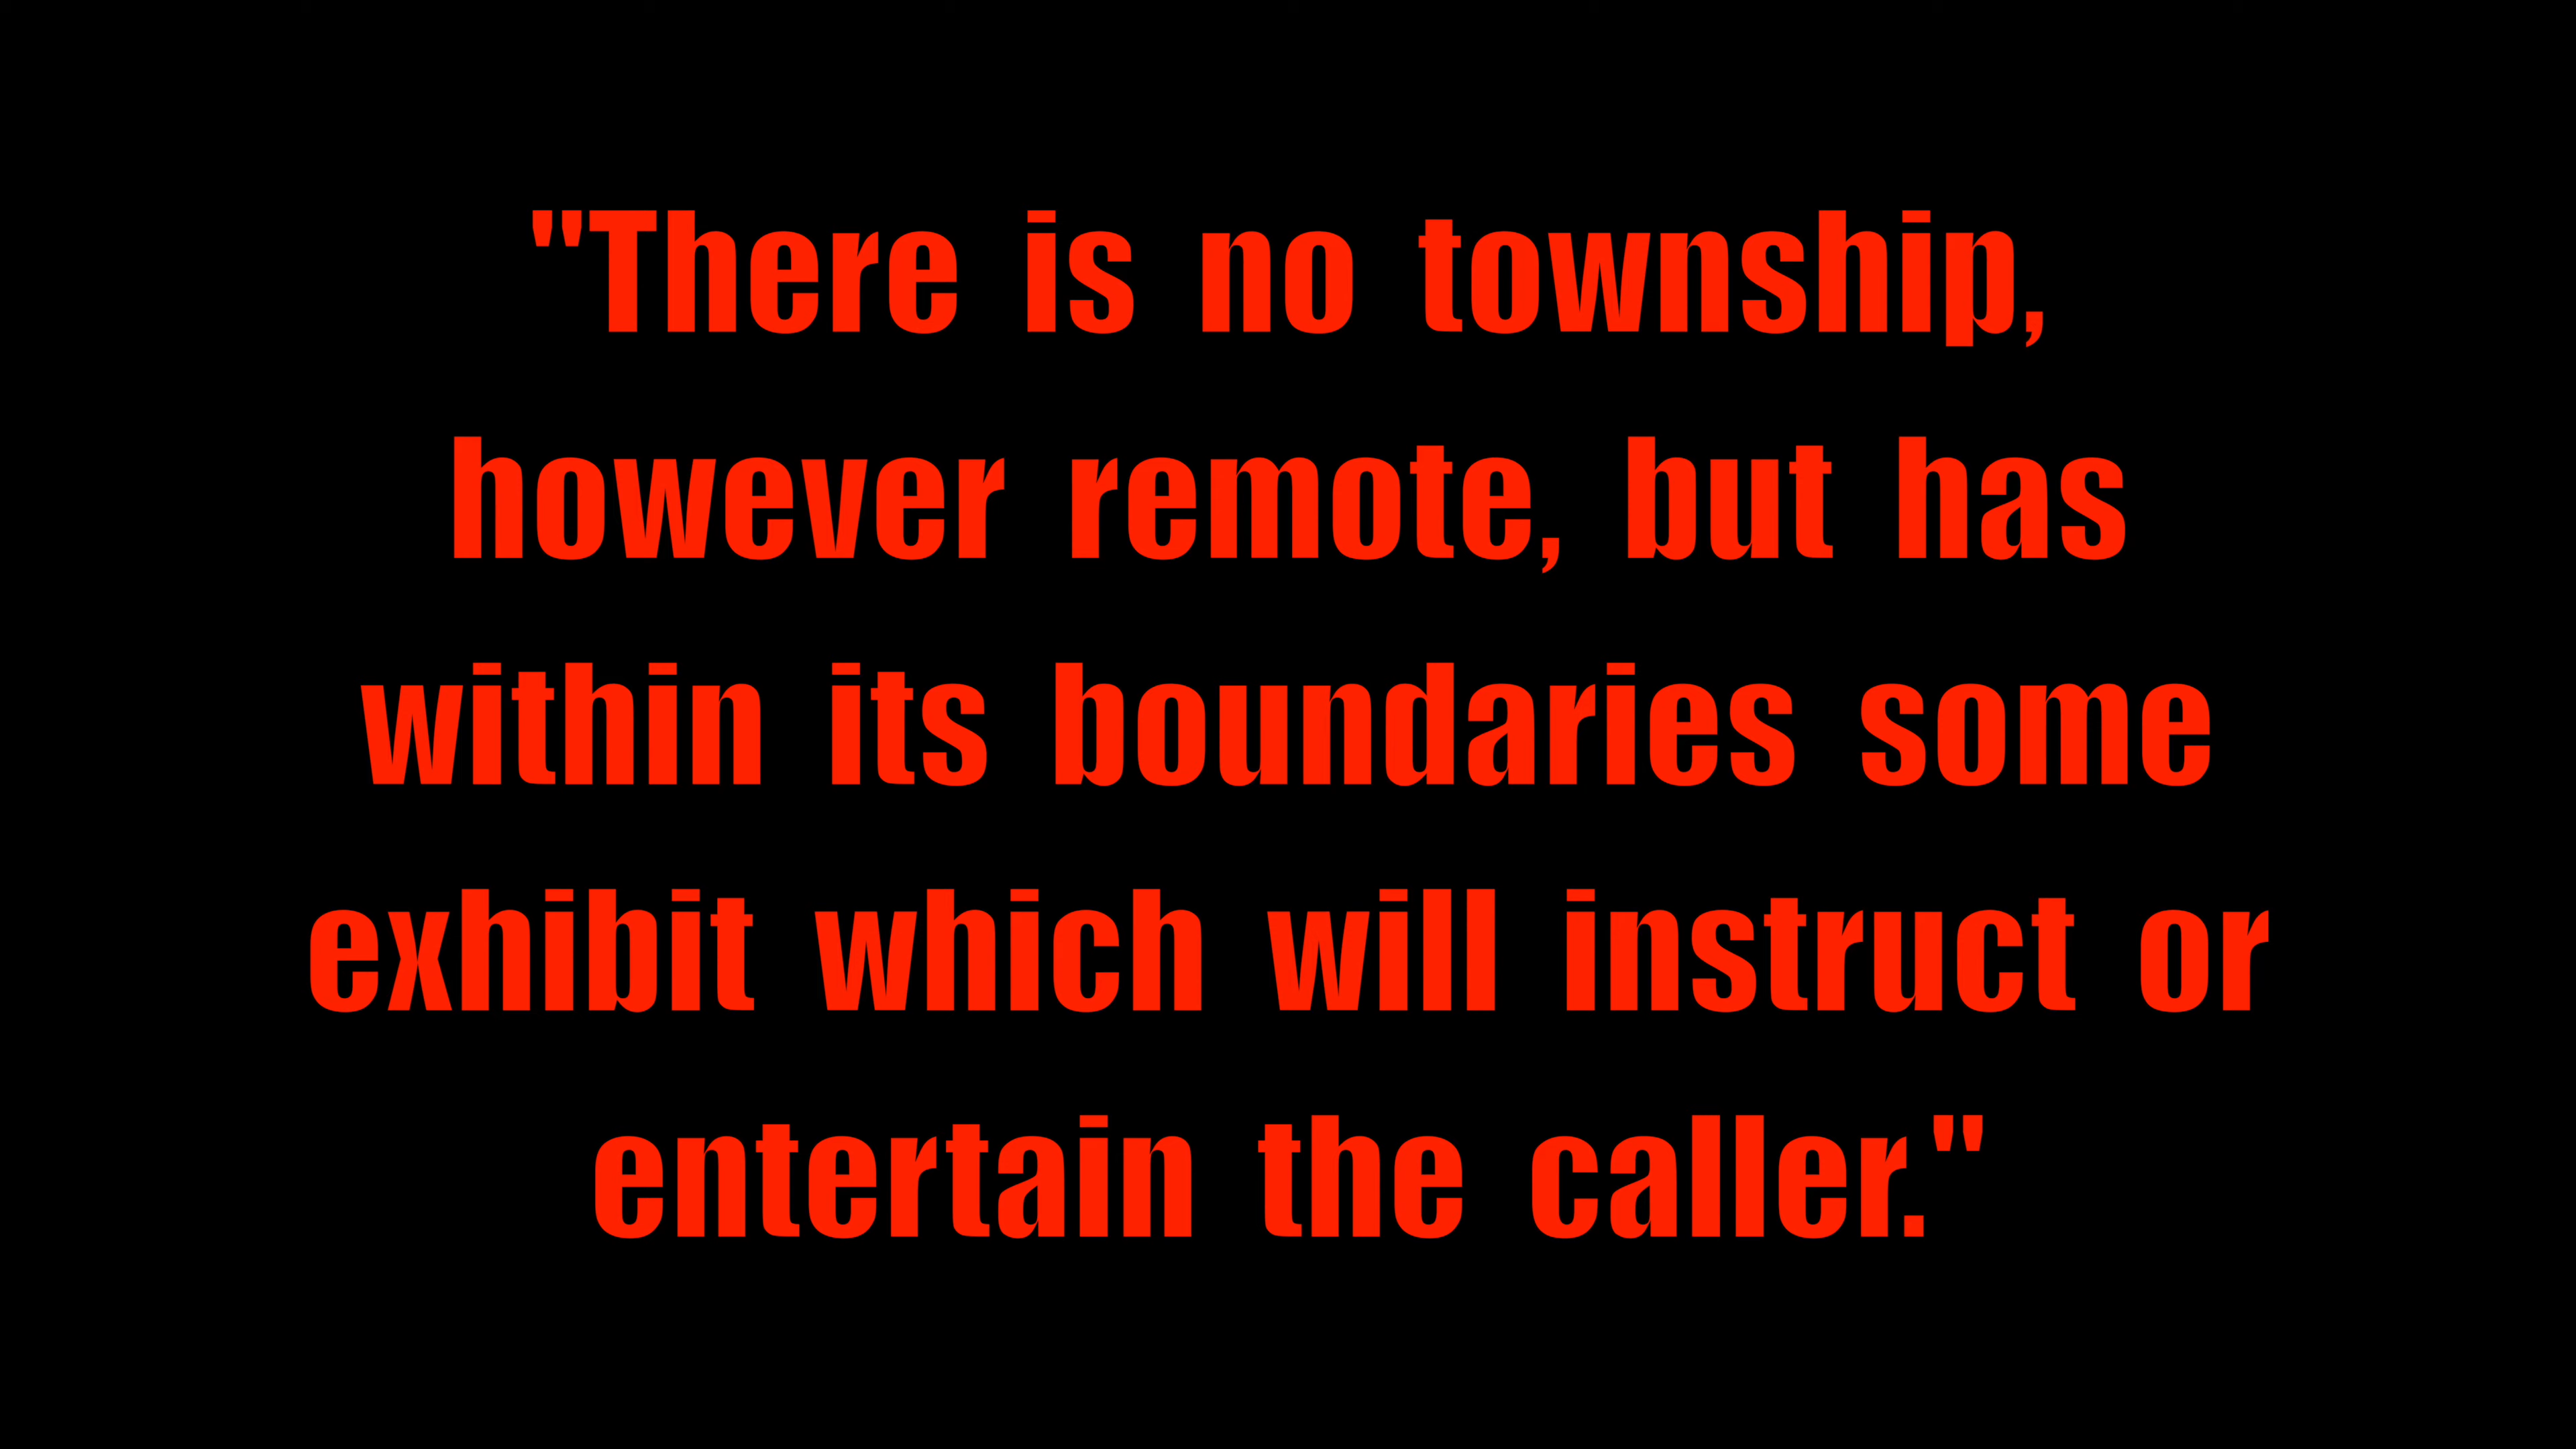 "There is no township,
however remote, but has
within its boundaries some
exhibit which will instruct or
entertain the caller."